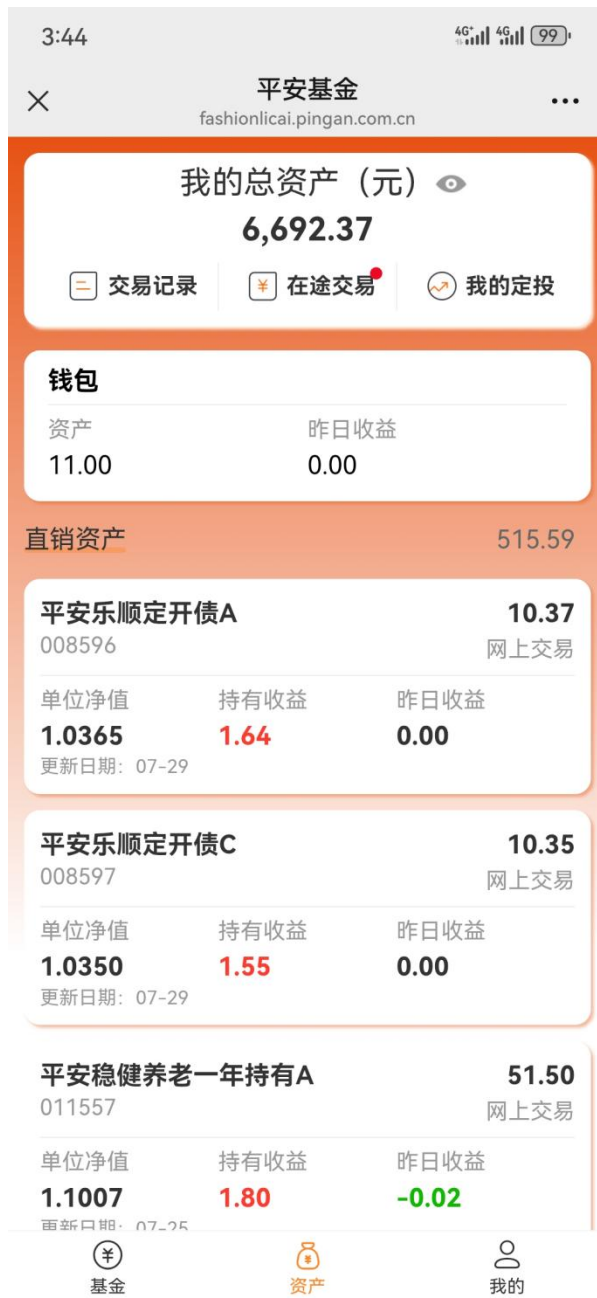 3:44 4G+ 4G 99
平安基金
fashionlicai.pingan.com.cn
我的总资产（元）
6,692.37
交易记录 在途交易 我的定投
钱包
资产 昨日收益
11.00 0.00
直销资产 515.59
平安乐顺定开债A 10.37
008596 网上交易
单位净值 持有收益 昨日收益
1.0365 1.64 0.00
更新日期：07-29
平安乐顺定开债C 10.35
008597 网上交易
单位净值 持有收益 昨日收益
1.0350 1.55 0.00
更新日期：07-29
平安稳健养老一年持有A 51.50
011557 网上交易
单位净值 持有收益 昨日收益
1.1007 1.80 -0.02
更新日期：07-25
基金 资产 我的